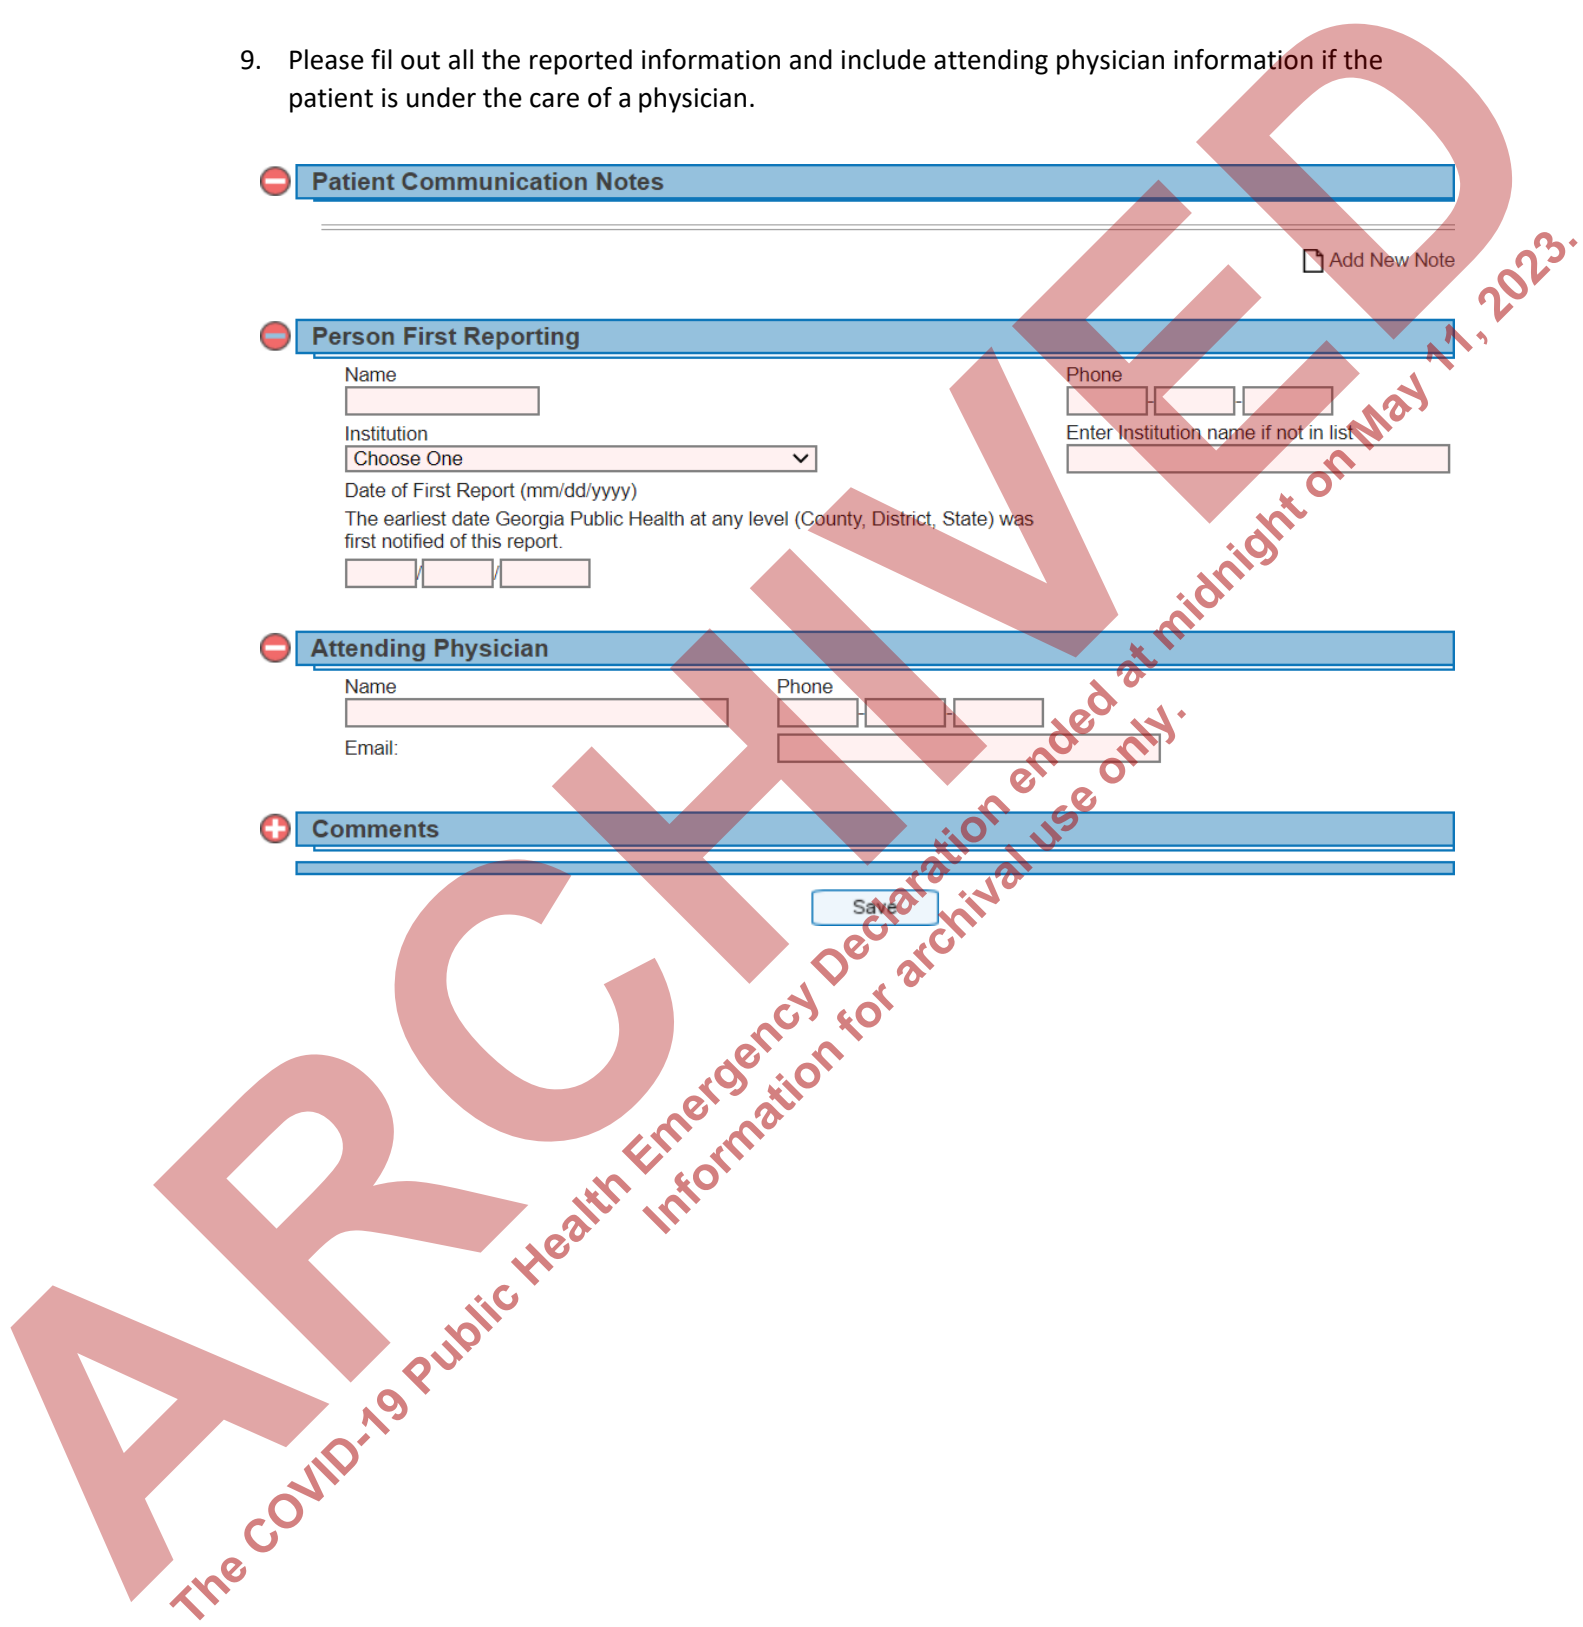 9. Please fil out all the reported information and include attending physician information if the
patient is under the care of a physician.
Patient Communication Notes
Add New Note
Person First Reporting
Name
Phone
- -
Institution
Enter Institution name if not in list
Choose One
Date of First Report (mm/dd/yyyy)
The earliest date Georgia Public Health at any level (County, District, State) was
first notified of this report.
/ /
Attending Physician
Name
Phone
- -
Email:
Comments
Save
ARCHIVED
The COVID-19 Public Health Emergency Declaration ended at midnight on May 11, 2023.
Information for archival use only.